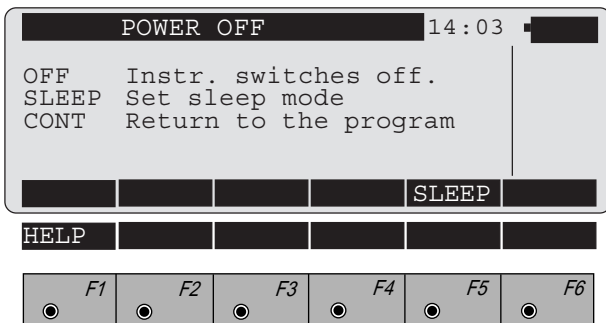 POWER OFF 14:03
OFF Instr. switches off.
SLEEP Set sleep mode
CONT Return to the program
SLEEP
HELP
F1 F2 F3 F4 F5 F6